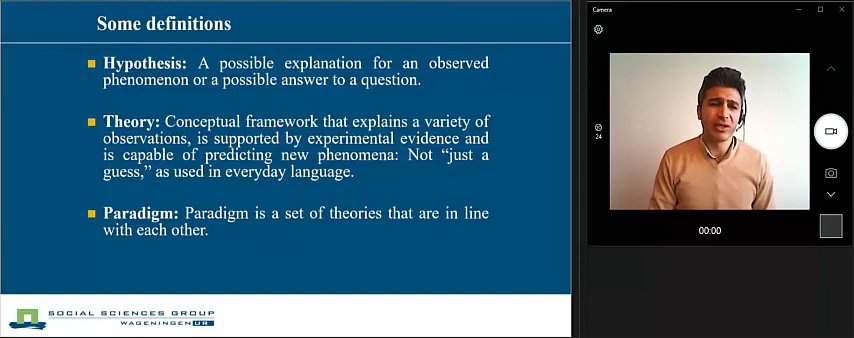 Some definitions
Hypothesis: A possible explanation for an observed
phenomenon or a possible answer to a question.
Theory: Conceptual framework that explains a variety of
observations, is supported by experimental evidence and
is capable of predicting new phenomena: Not “just a
guess,” as used in everyday language.
Paradigm: Paradigm is a set of theories that are in line
with each other.
SOCIAL SCIENCES GROUP
WAGENINGEN UR
Camera
24
00:00